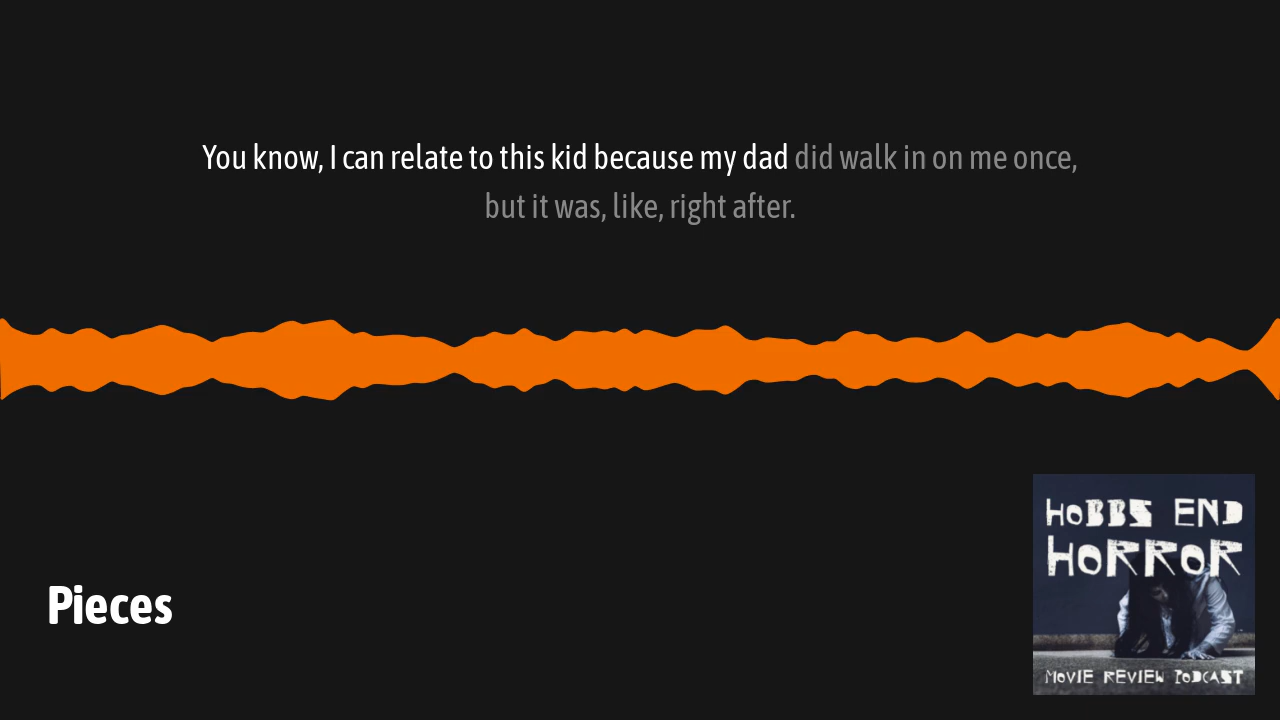 You know, I can relate to this kid because my dad did walk in on me once,
but it was, like, right after.
HoBBS END
HoRRoR
Pieces
MoVIE REVIEW PoDCAST